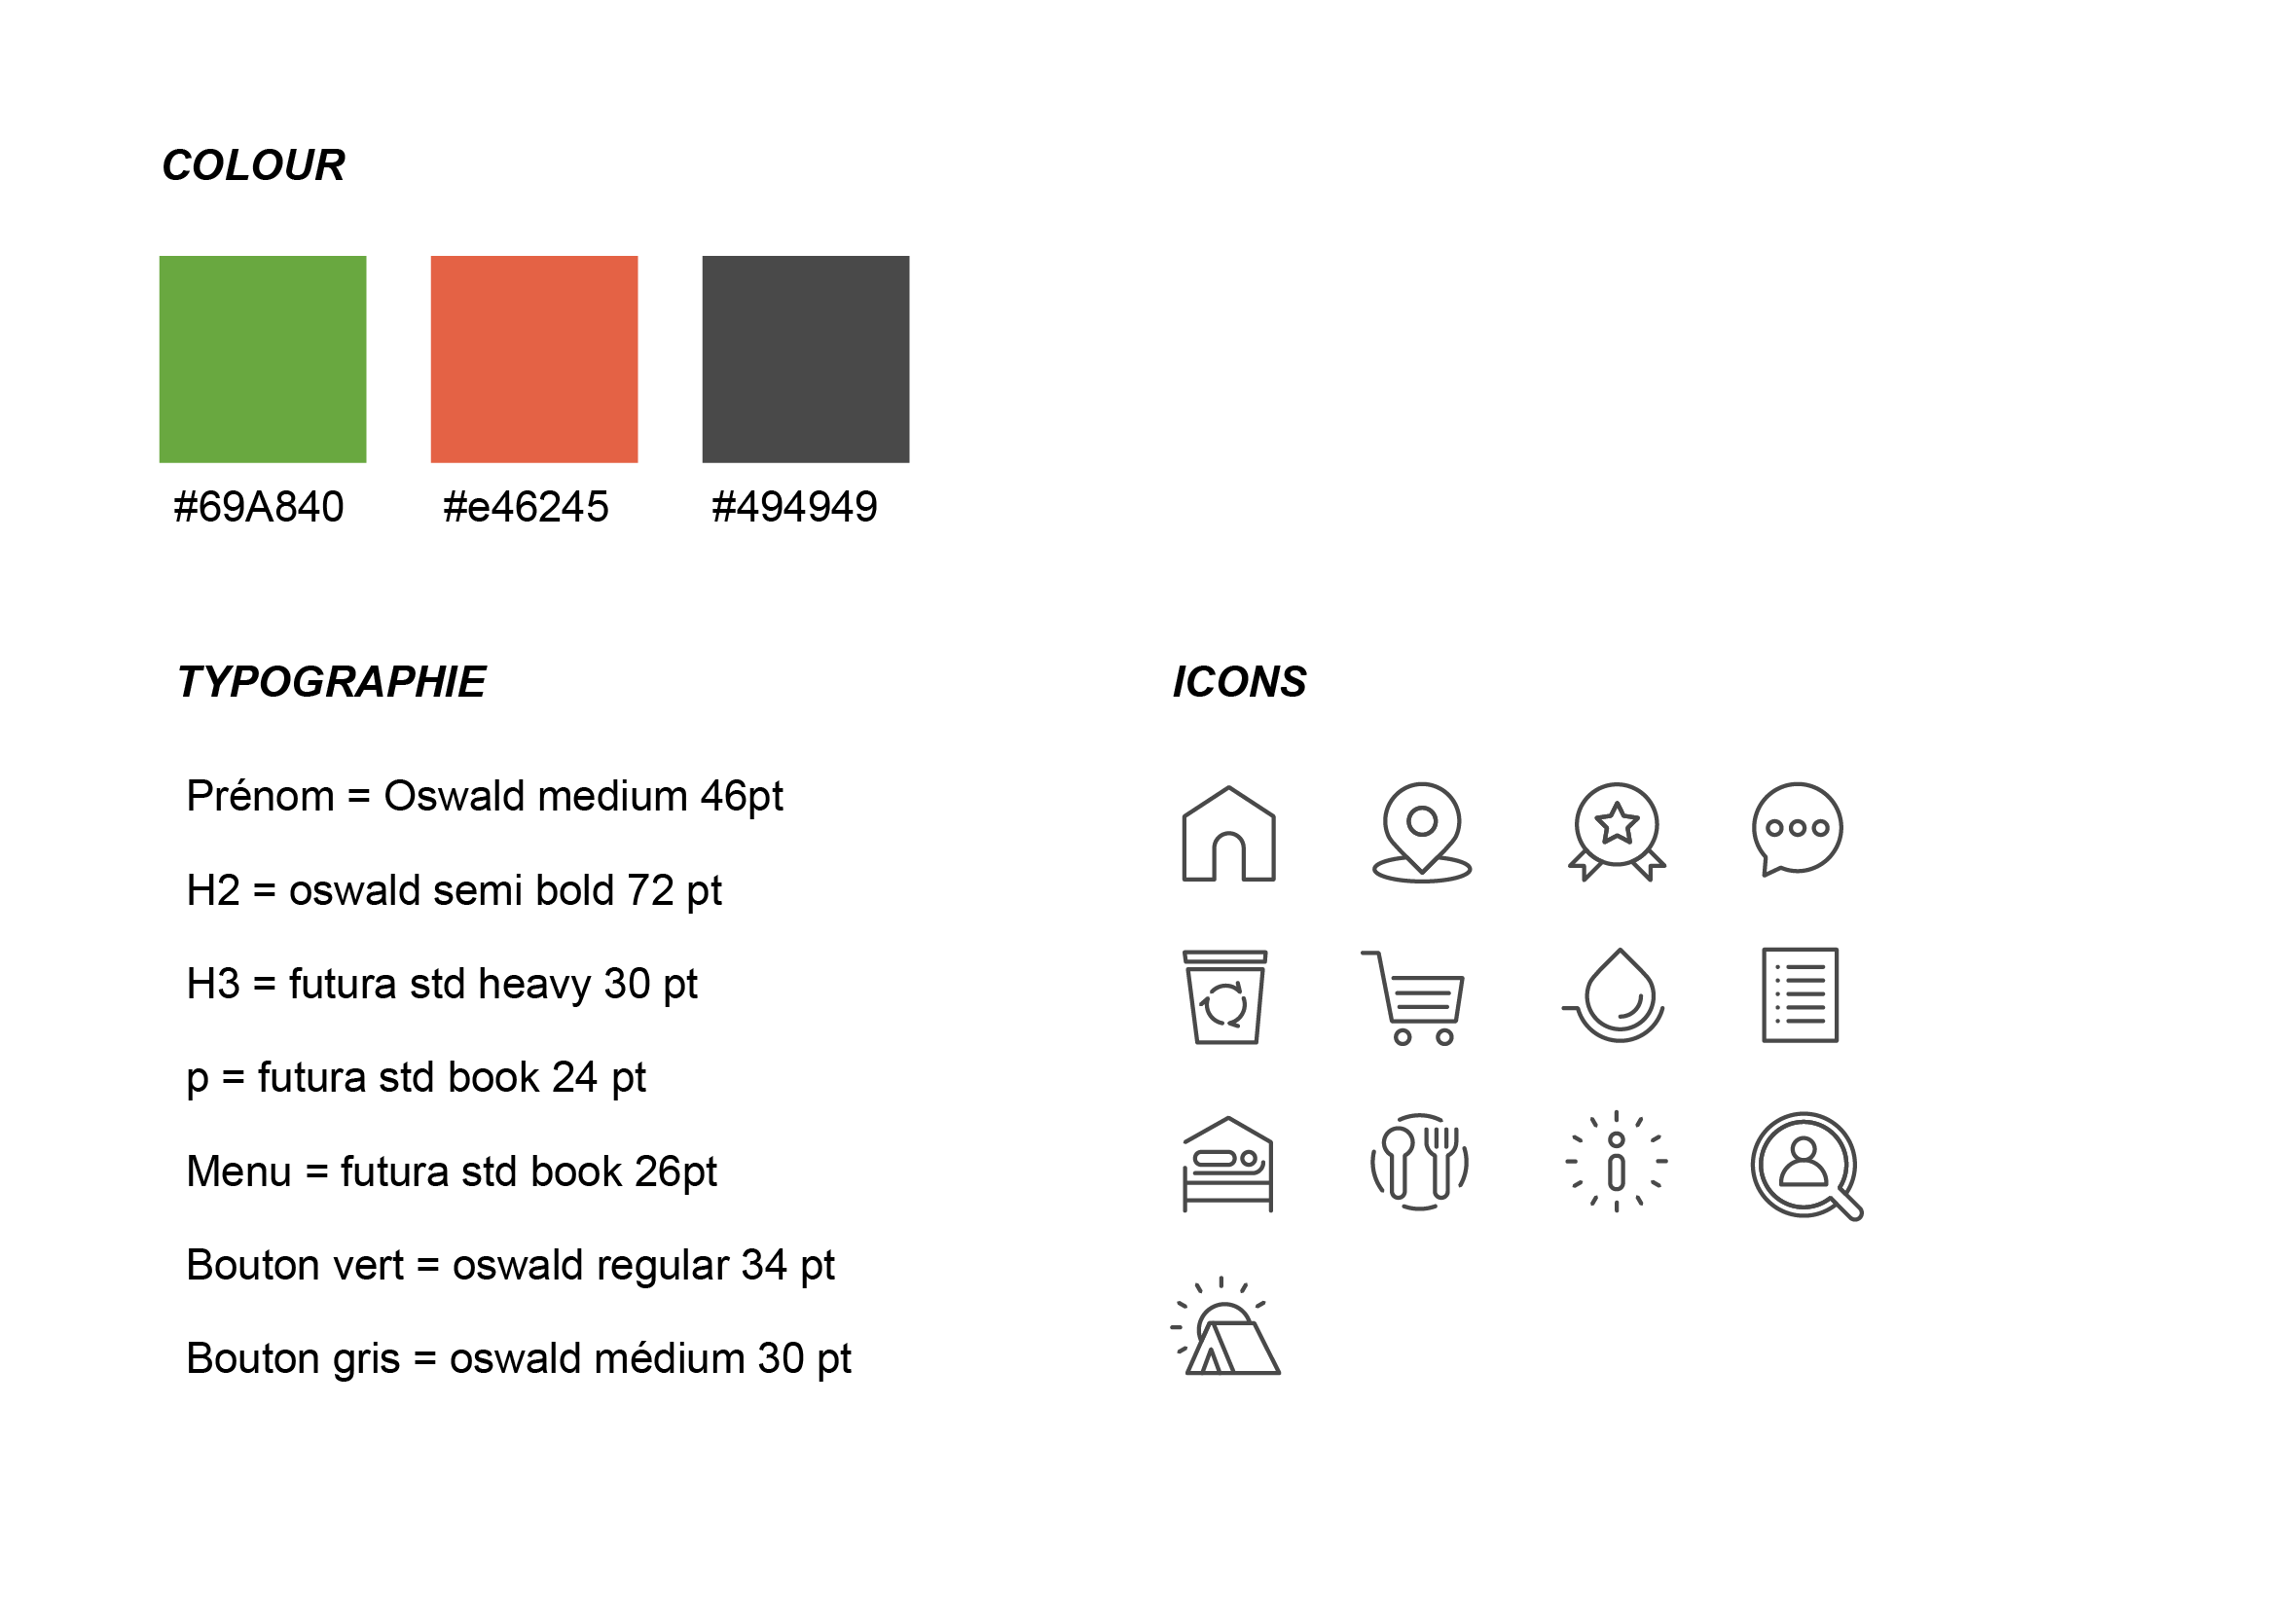 COLOUR
#69A840
#e46245
#494949
TYPOGRAPHIE
Prénom = Oswald medium 46pt
H2 = oswald semi bold 72 pt
H3 = futura std heavy 30 pt
p = futura std book 24 pt
Menu = futura std book 26pt
Bouton vert = oswald regular 34 pt
Bouton gris = oswald médium 30 pt
ICONS